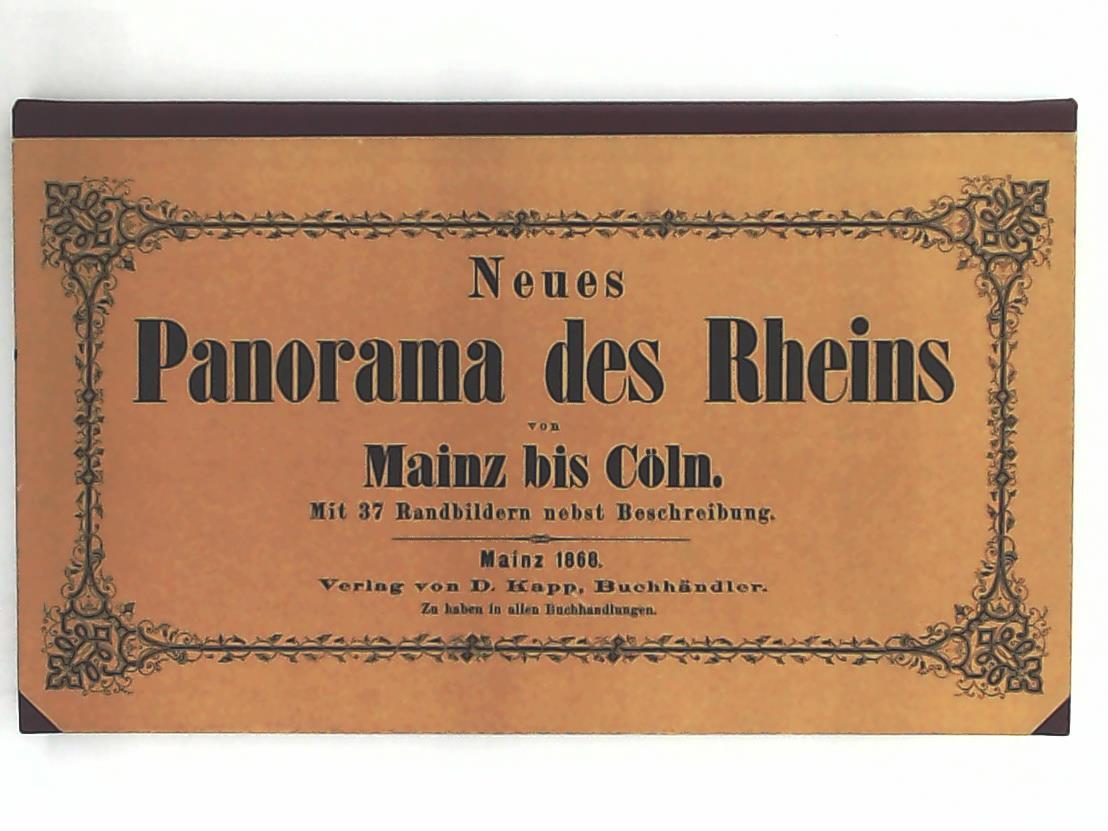 Neues
Panorama des Rheins
von
Mainz bis Cöln.
Mit 37 Randbildern nebst Beschreibung.
Mainz 1868.
Verlag von D. Kapp, Buchhändler.
Zu haben in allen Buchhandlungen.